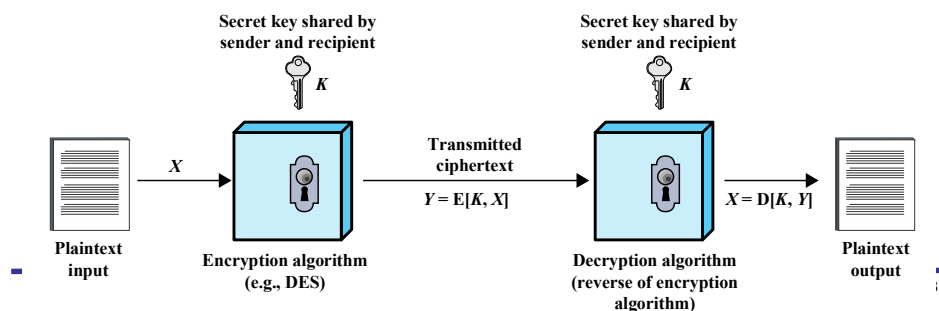 Secret key shared by
sender and recipient
K
Secret key shared by
sender and recipient
K
X
Transmitted
ciphertext
Y = E[K, X]
X = D[K, Y]
Plaintext
input
Encryption algorithm
(e.g., DES)
Decryption algorithm
(reverse of encryption
algorithm)
Plaintext
output